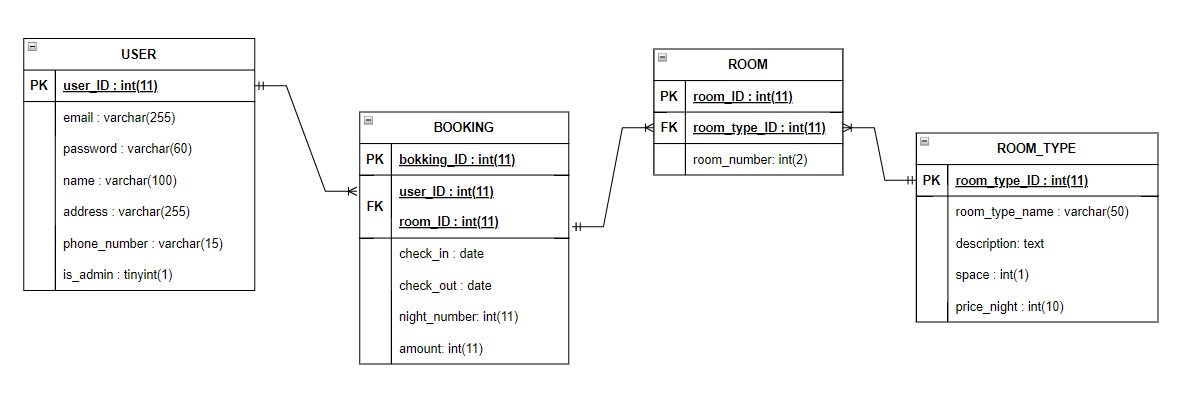 USER
PK user_ID : int(11)
email : varchar(255)
password : varchar(60)
name : varchar(100)
address : varchar(255)
phone_number : varchar(15)
is_admin : tinyint(1)
BOOKING
PK bokking_ID : int(11)
FK user_ID : int(11)
room_ID : int(11)
check_in : date
check_out : date
night_number: int(11)
amount: int(11)
ROOM
PK room_ID : int(11)
FK room_type_ID : int(11)
room_number: int(2)
ROOM_TYPE
PK room_type_ID : int(11)
room_type_name : varchar(50)
description: text
space : int(1)
price_night : int(10)